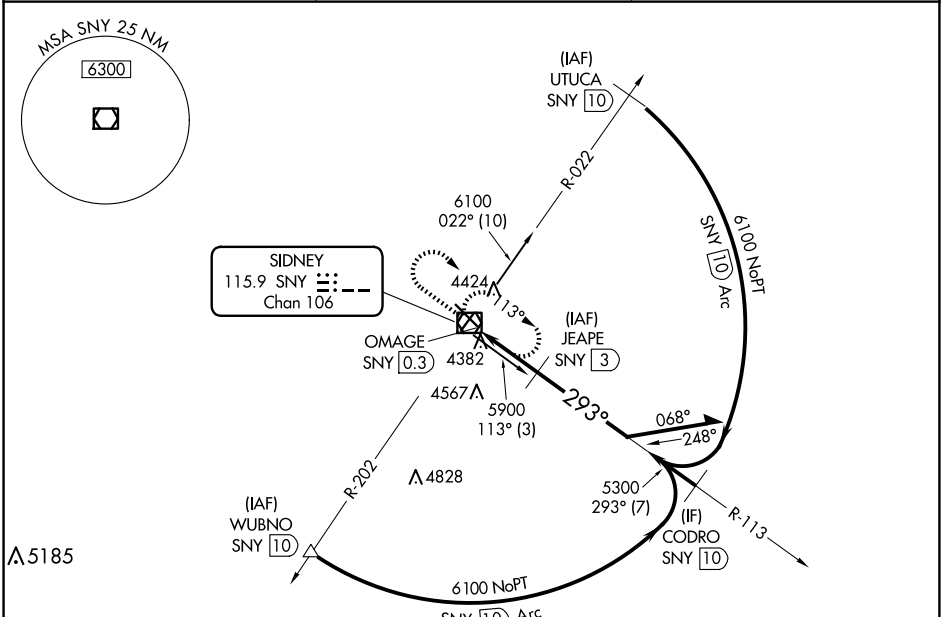 MSA SNY 25 NM
6300
(IAF)
UTUCA
SNY 10
R-022
6100
022° (10)
6100 NoPT
SNY 10 Arc
SIDNEY
115.9 SNY
Chan 106
4424
113°
OMAGE
SNY 0.3
4382
(IAF)
JEAPE
SNY 3
4567
5900
113° (3)
293°
068°
248°
R-202
4828
5300
293° (7)
(IF)
CODRO
SNY 10
R-113
(IAF)
WUBNO
SNY 10
5185
6100 NoPT
SNY 10 Arc